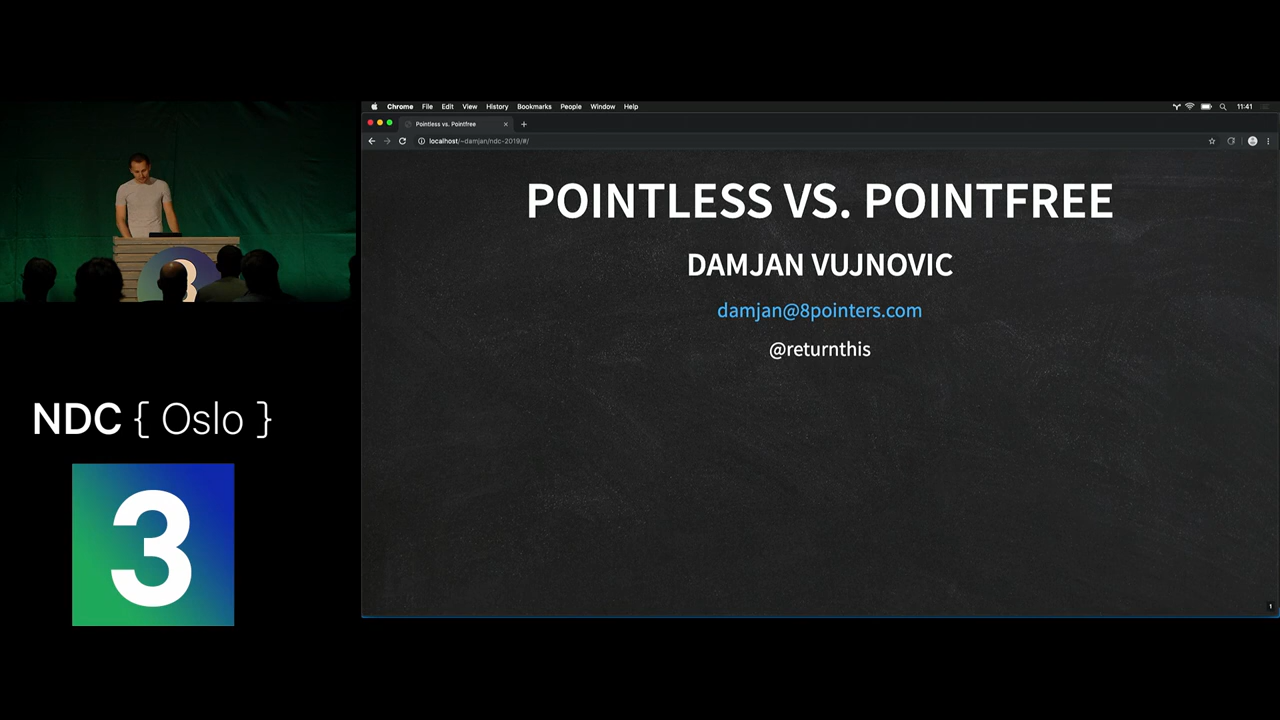 Chrome File Edit View History Bookmarks People Window Help 11:41
Pointless vs. Pointfree
localhost/~damjan/ndc-2019/#/
POINTLESS VS. POINTFREE
DAMJAN VUJNOVIC
damjan@8pointers.com
@returnthis
1
NDC { Oslo }
3